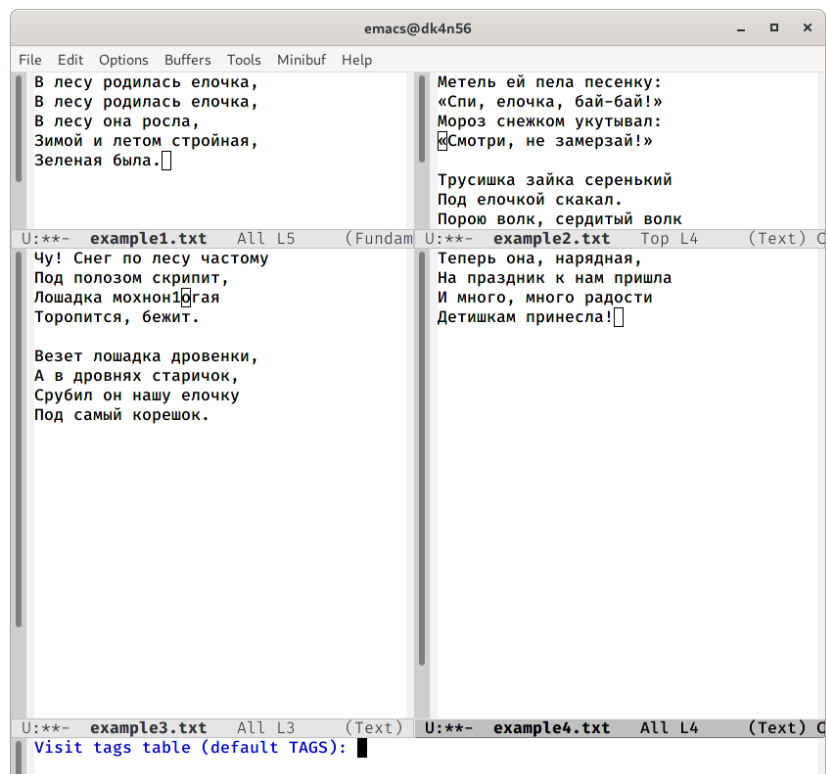 emacs@dk4n56
File Edit Options Buffers Tools Minibuf Help
В лесу родилась елочка,
В лесу родилась елочка,
В лесу она росла,
Зимой и летом стройная,
Зеленая была.
U:**- example1.txt All L5 (Fundam
Метель ей пела песенку:
«Спи, елочка, бай-бай!»
Мороз снежком укутывал:
«Смотри, не замерзай!»
Трусишка зайка серенький
Под елочкой скакал.
Порою волк, сердитый волк
U:**- example2.txt Top L4 (Text) C
Чу! Снег по лесу частому
Под полозом скрипит,
Лошадка мохнон1огая
Торопится, бежит.
Везет лошадка дровенки,
А в дровнях старичок,
Срубил он нашу елочку
Под самый корешок.
U:**- example3.txt All L3 (Text)
Теперь она, нарядная,
На праздник к нам пришла
И много, много радости
Детишкам принесла!
U:**- example4.txt All L4 (Text) C
Visit tags table (default TAGS):